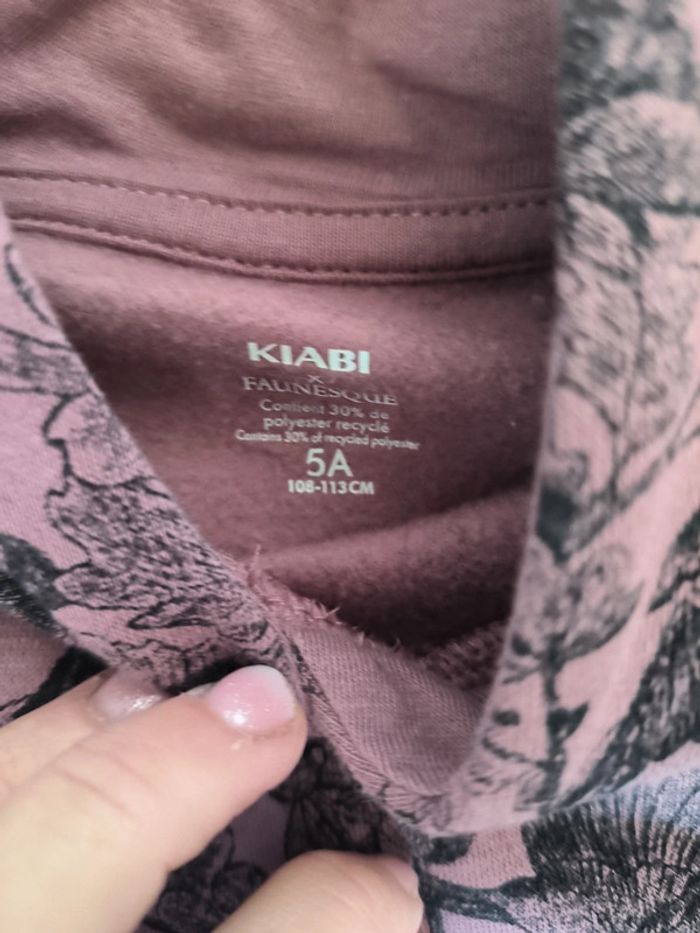 KIABI
x
FAUNESQUE
Contient 30% de
polyester recyclé
Contains 30% of recycled polyester
5A
108-113CM